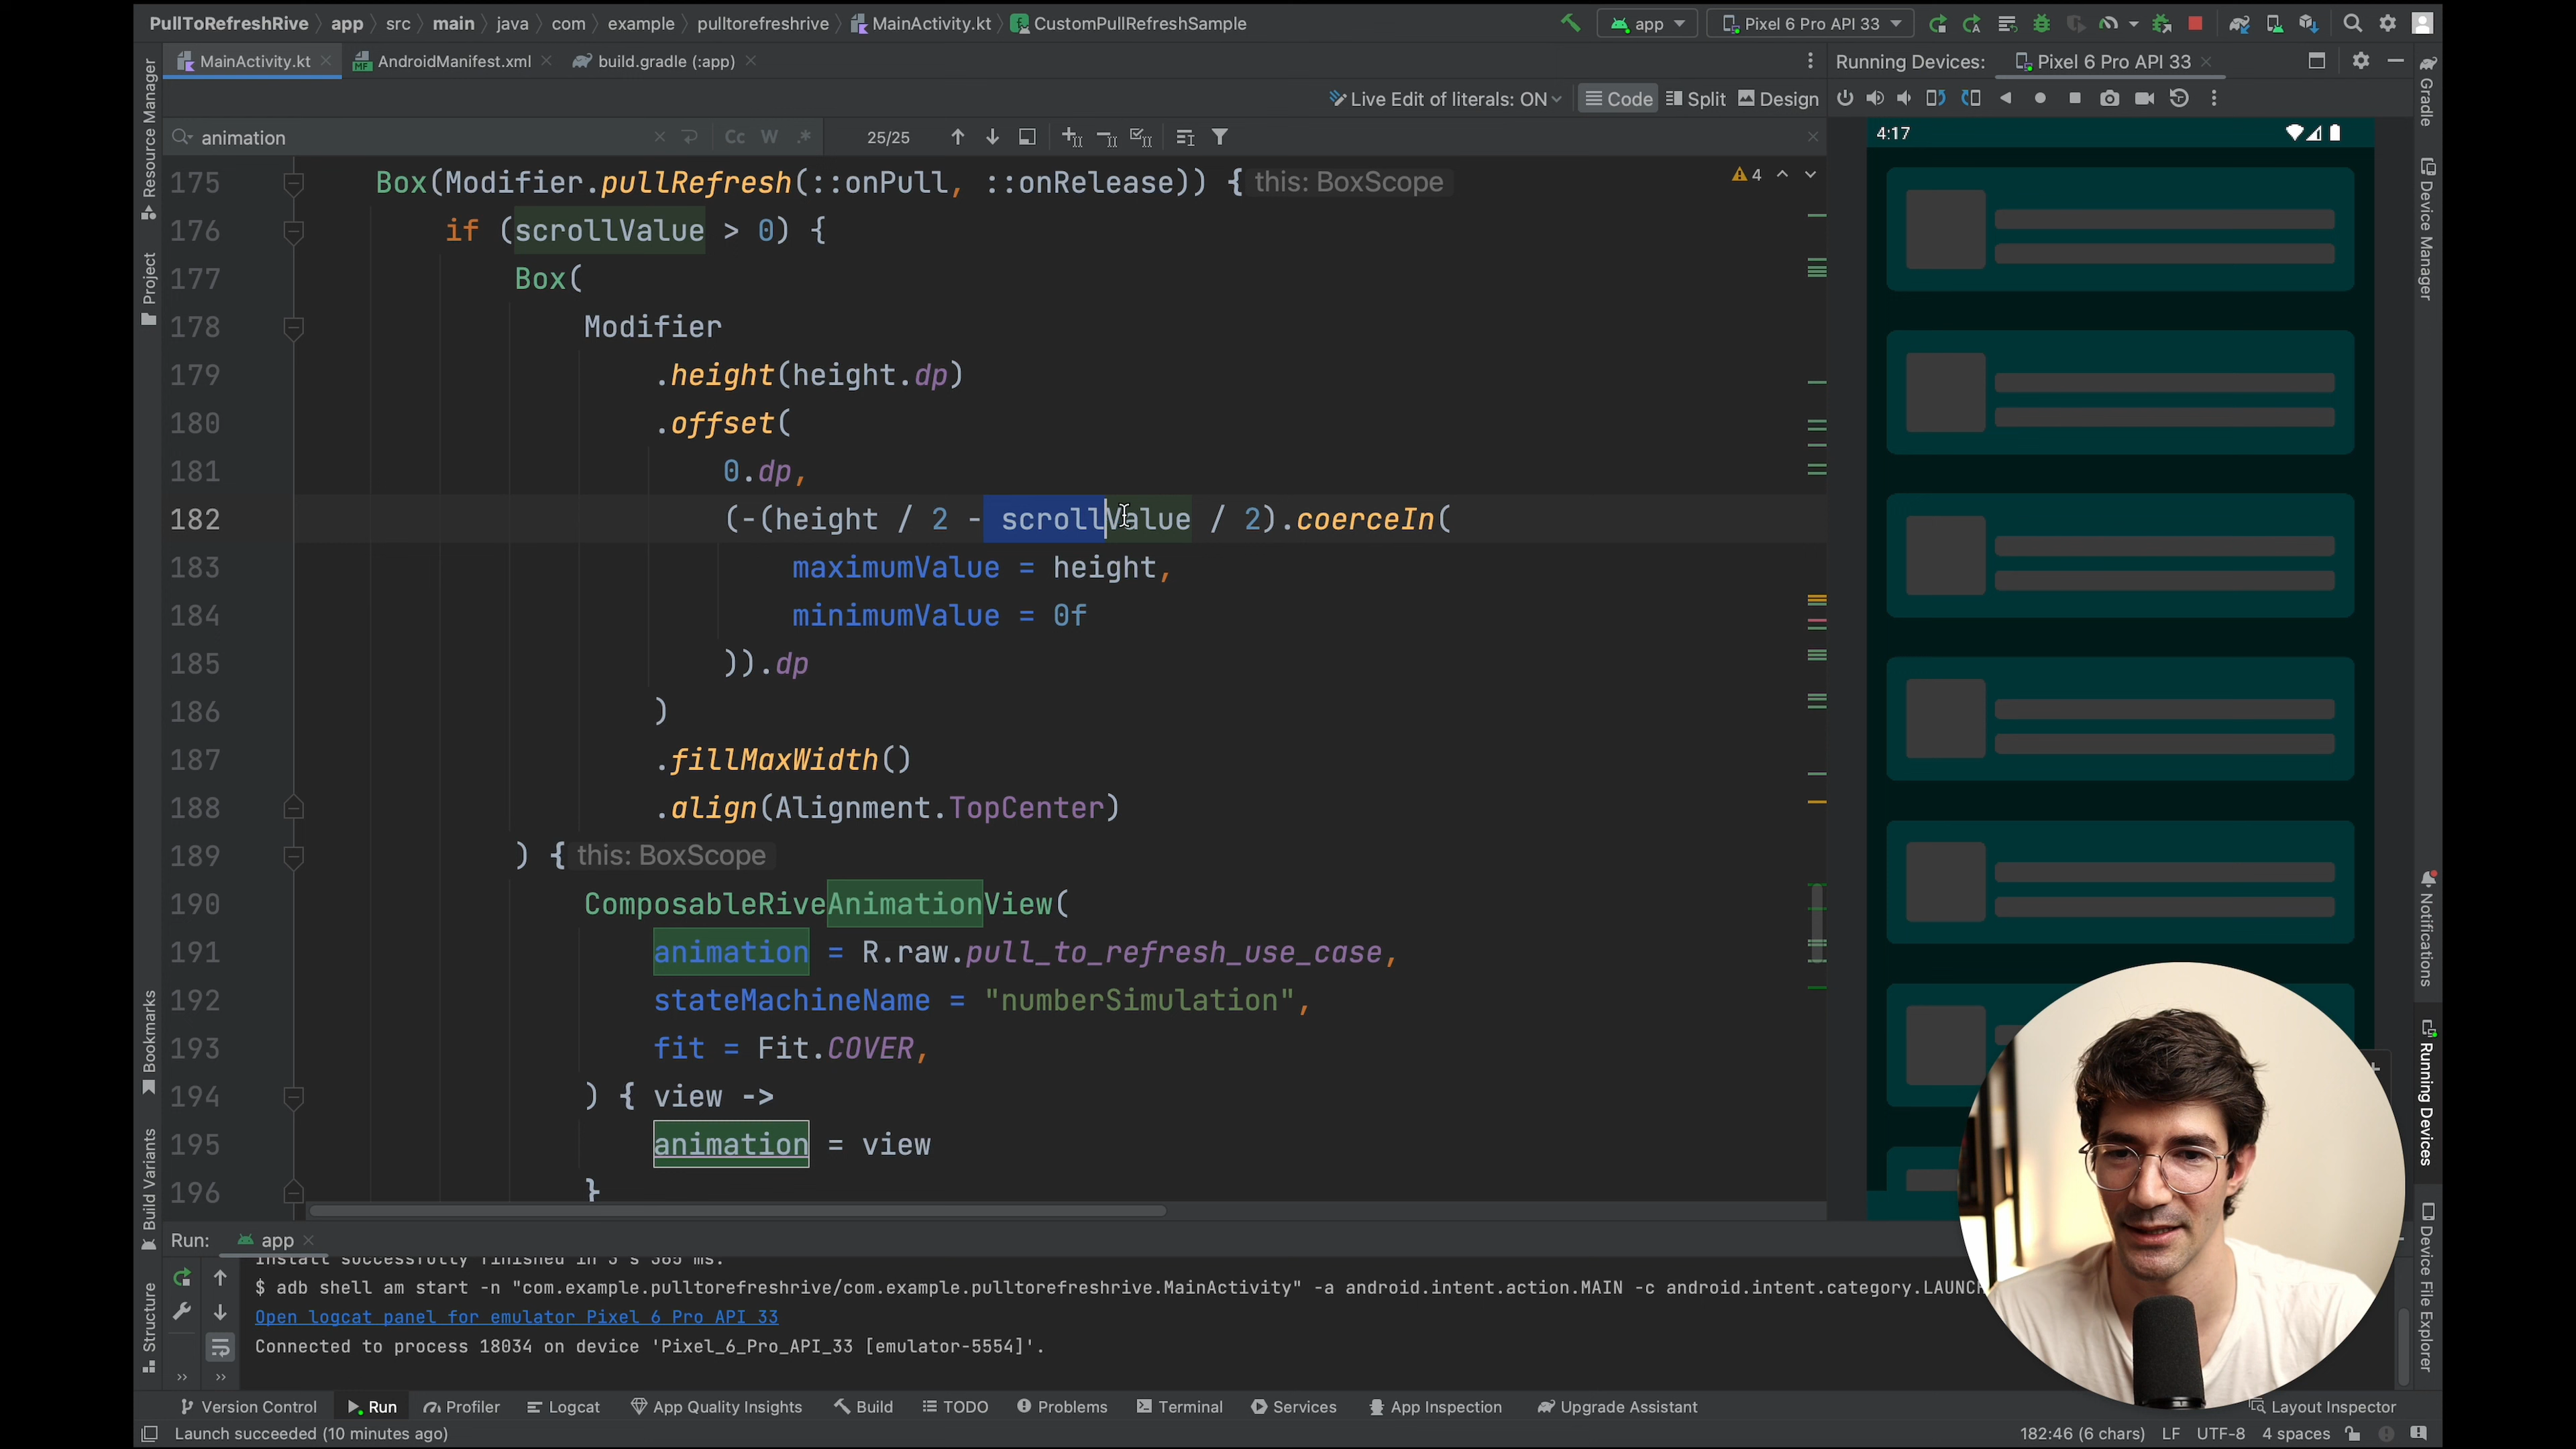 PullToRefreshRive app src main java com example pulltorefreshrive MainActivity.kt CustomPullRefreshSample app Pixel 6 Pro API 33
MainActivity.kt AndroidManifest.xml build.gradle (:app) Running Devices: Pixel 6 Pro API 33
Live Edit of literals: ON Code Split Design
animation Cc W .* 25/25
4:17
175 Box(Modifier.pullRefresh(::onPull, ::onRelease)) { this: BoxScope
4
176 if (scrollValue > 0) {
177 Box(
178 Modifier
179 .height(height.dp)
180 .offset(
181 0.dp,
182 (-(height / 2 - scrollValue / 2).coerceIn(
183 maximumValue = height,
184 minimumValue = 0f
185 )).dp
186 )
187 .fillMaxWidth()
188 .align(Alignment.TopCenter)
189 ) { this: BoxScope
190 ComposableRiveAnimationView(
191 animation = R.raw.pull_to_refresh_use_case,
192 stateMachineName = "numberSimulation",
193 fit = Fit.COVER,
194 ) { view ->
195 animation = view
196 }
Resource Manager
Project
Bookmarks
Build Variants
Structure
Gradle
Device Manager
Notifications
Running Devices
Device File Explorer
Run: app
Install successfully finished in 3 s 365 ms.
$ adb shell am start -n "com.example.pulltorefreshrive/com.example.pulltorefreshrive.MainActivity" -a android.intent.action.MAIN -c android.intent.category.LAUNC
Open logcat panel for emulator Pixel 6 Pro API 33
Connected to process 18034 on device 'Pixel_6_Pro_API_33 [emulator-5554]'.
Version Control Run Profiler Logcat App Quality Insights Build TODO Problems Terminal Services App Inspection Upgrade Assistant Layout Inspector
Launch succeeded (10 minutes ago) 182:46 (6 chars) LF UTF-8 4 spaces